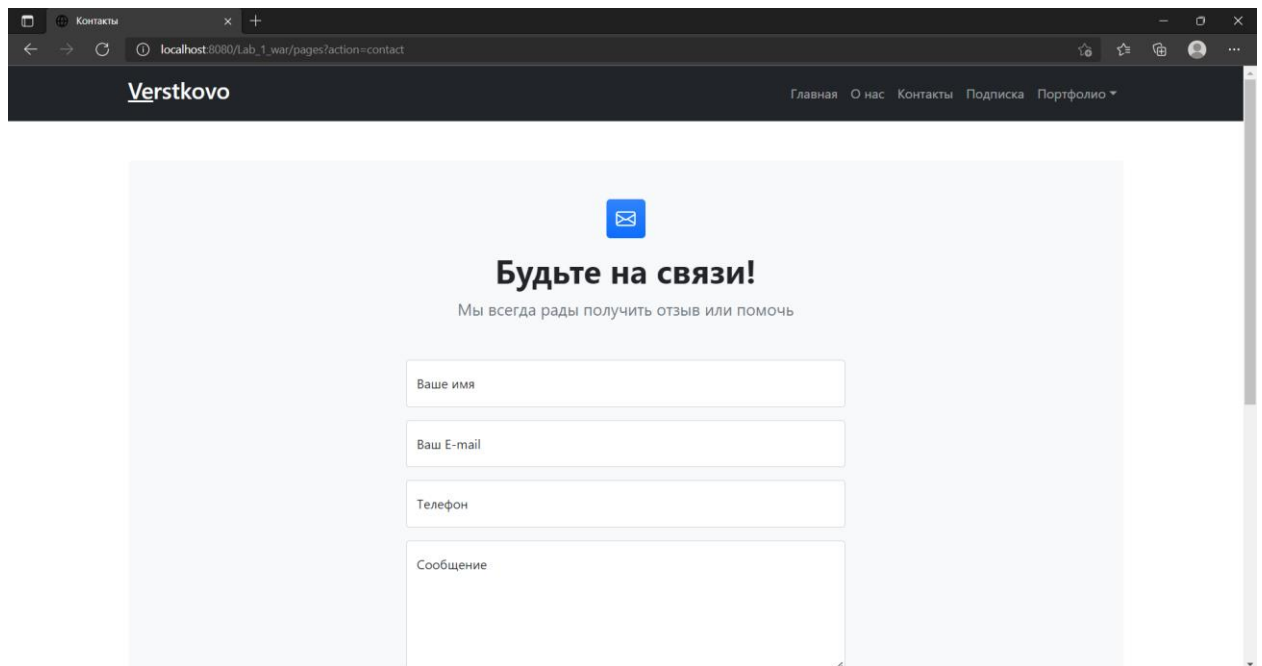 Контакты
localhost:8080/Lab_1_war/pages?action=contact
Verstkovo
Главная О нас Контакты Подписка Портфолио
Будьте на связи!
Мы всегда рады получить отзыв или помочь
Ваше имя
Ваш E-mail
Телефон
Сообщение